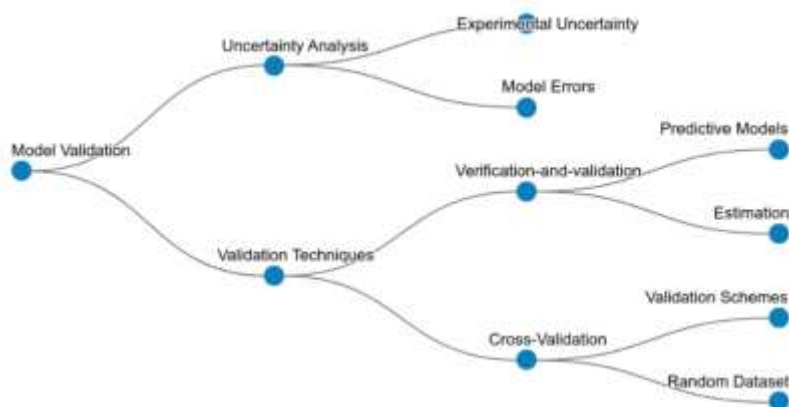 Experimental Uncertainty
Uncertainty Analysis
Model Errors
Predictive Models
Model Validation
Verification-and-validation
Estimation
Validation Techniques
Validation Schemes
Cross-Validation
Random Dataset